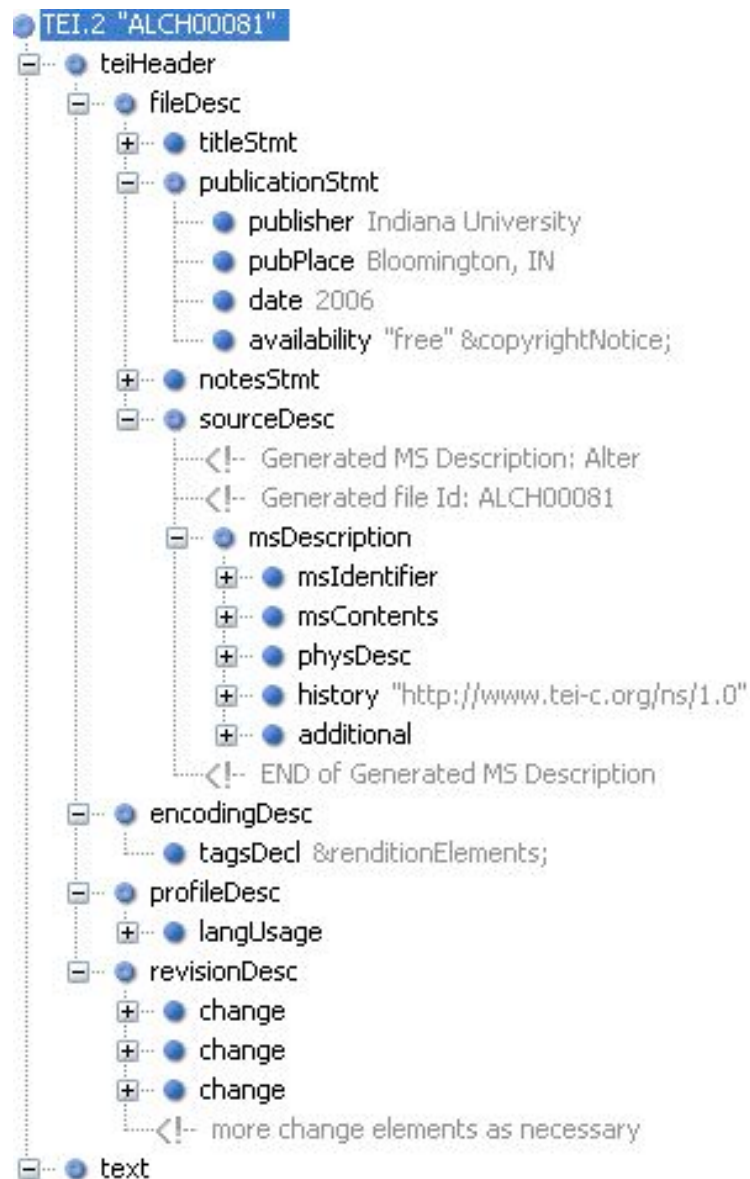 TEI.2 "ALCH00081"
teiHeader
fileDesc
titleStmt
publicationStmt
publisher Indiana University
pubPlace Bloomington, IN
date 2006
availability "free" &copyrightNotice;
notesStmt
sourceDesc
<!-- Generated MS Description: Alter
<!-- Generated file Id: ALCH00081
msDescription
msIdentifier
msContents
physDesc
history "http://www.tei-c.org/ns/1.0"
additional
<!-- END of Generated MS Description
encodingDesc
tagsDecl &renditionElements;
profileDesc
langUsage
revisionDesc
change
change
change
<!-- more change elements as necessary
text